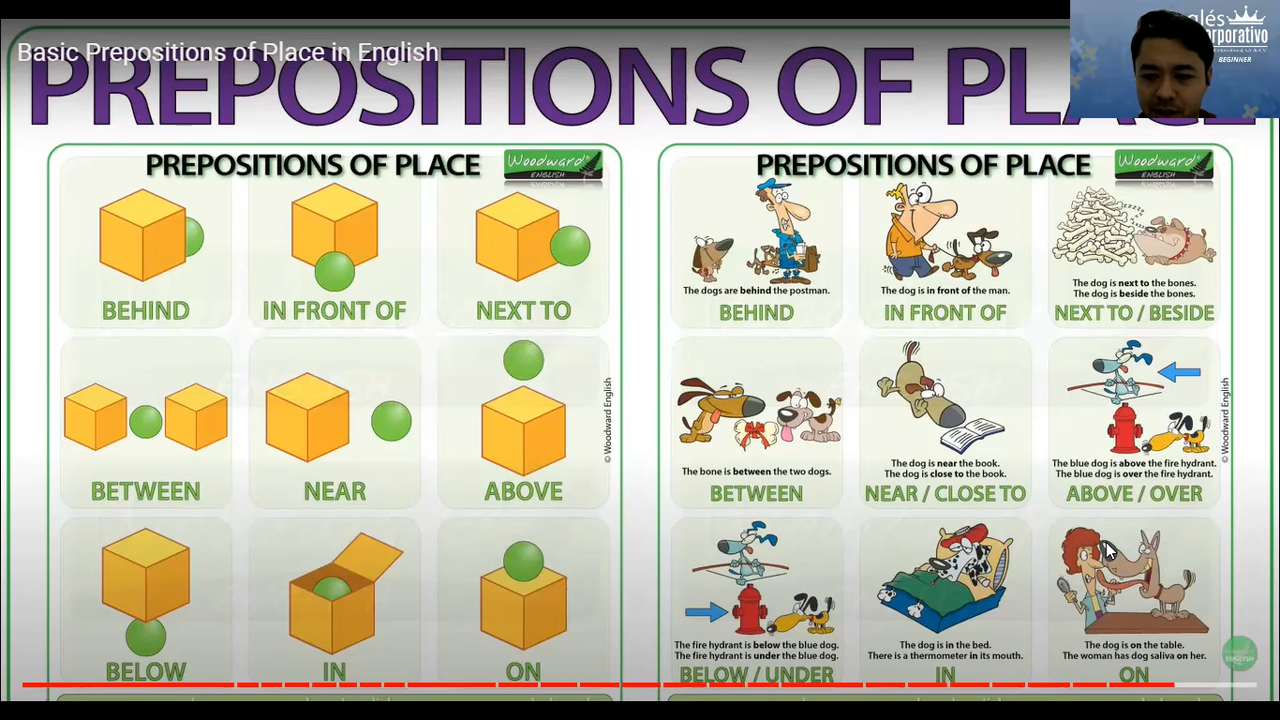 Basic Prepositions of Place in English
PREPOSITIONS OF PLACE
BEGINNER
PREPOSITIONS OF PLACE
Woodward
ENGLISH
BEHIND
IN FRONT OF
NEXT TO
BETWEEN
NEAR
ABOVE
BELOW
IN
ON
© Woodward English
PREPOSITIONS OF PLACE
Woodward
ENGLISH
The dogs are behind the postman.
BEHIND
The dog is in front of the man.
IN FRONT OF
zzzz
The dog is next to the bones.
The dog is beside the bones.
NEXT TO / BESIDE
The bone is between the two dogs.
BETWEEN
The dog is near the book.
The dog is close to the book.
NEAR / CLOSE TO
The blue dog is above the fire hydrant.
The blue dog is over the fire hydrant.
ABOVE / OVER
The fire hydrant is below the blue dog.
The fire hydrant is under the blue dog.
BELOW / UNDER
The dog is in the bed.
There is a thermometer in its mouth.
IN
The dog is on the table.
The woman has dog saliva on her.
ON
© Woodward English
ENGLISH